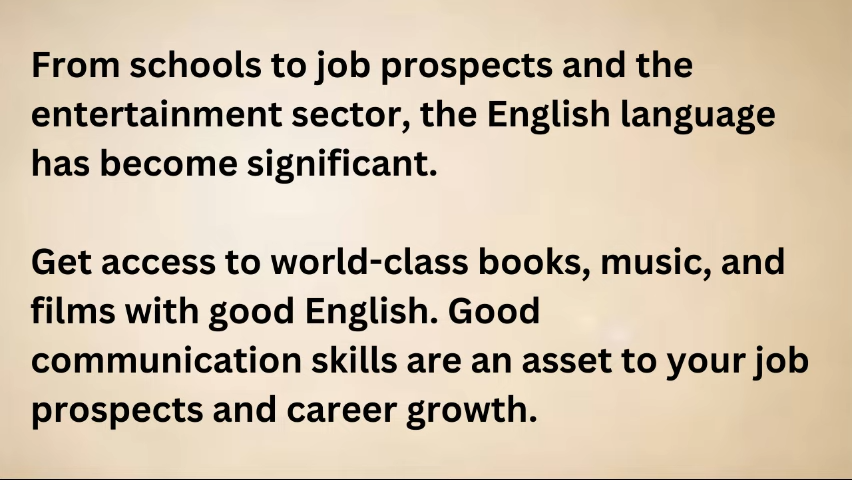 From schools to job prospects and the
entertainment sector, the English language
has become significant.
Get access to world-class books, music, and
films with good English. Good
communication skills are an asset to your job
prospects and career growth.